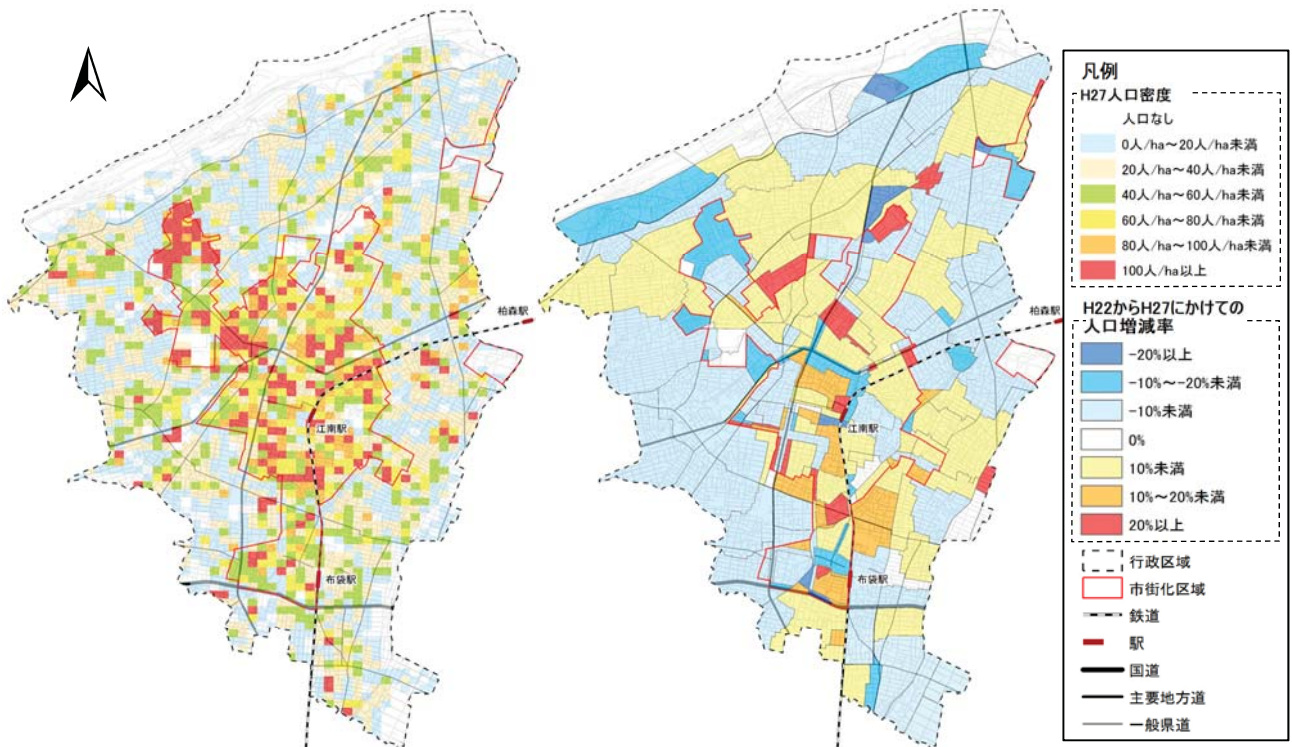 柏森駅
江南駅
布袋駅
柏森駅
江南駅
布袋駅
凡例
H27人口密度
人口なし
0人/ha～20人/ha未満
20人/ha～40人/ha未満
40人/ha～60人/ha未満
60人/ha～80人/ha未満
80人/ha～100人/ha未満
100人/ha以上
H22からH27にかけての
人口増減率
-20%以上
-10%～-20%未満
-10%未満
0%
10%未満
10%～20%未満
20%以上
行政区域
市街化区域
鉄道
駅
国道
主要地方道
一般県道